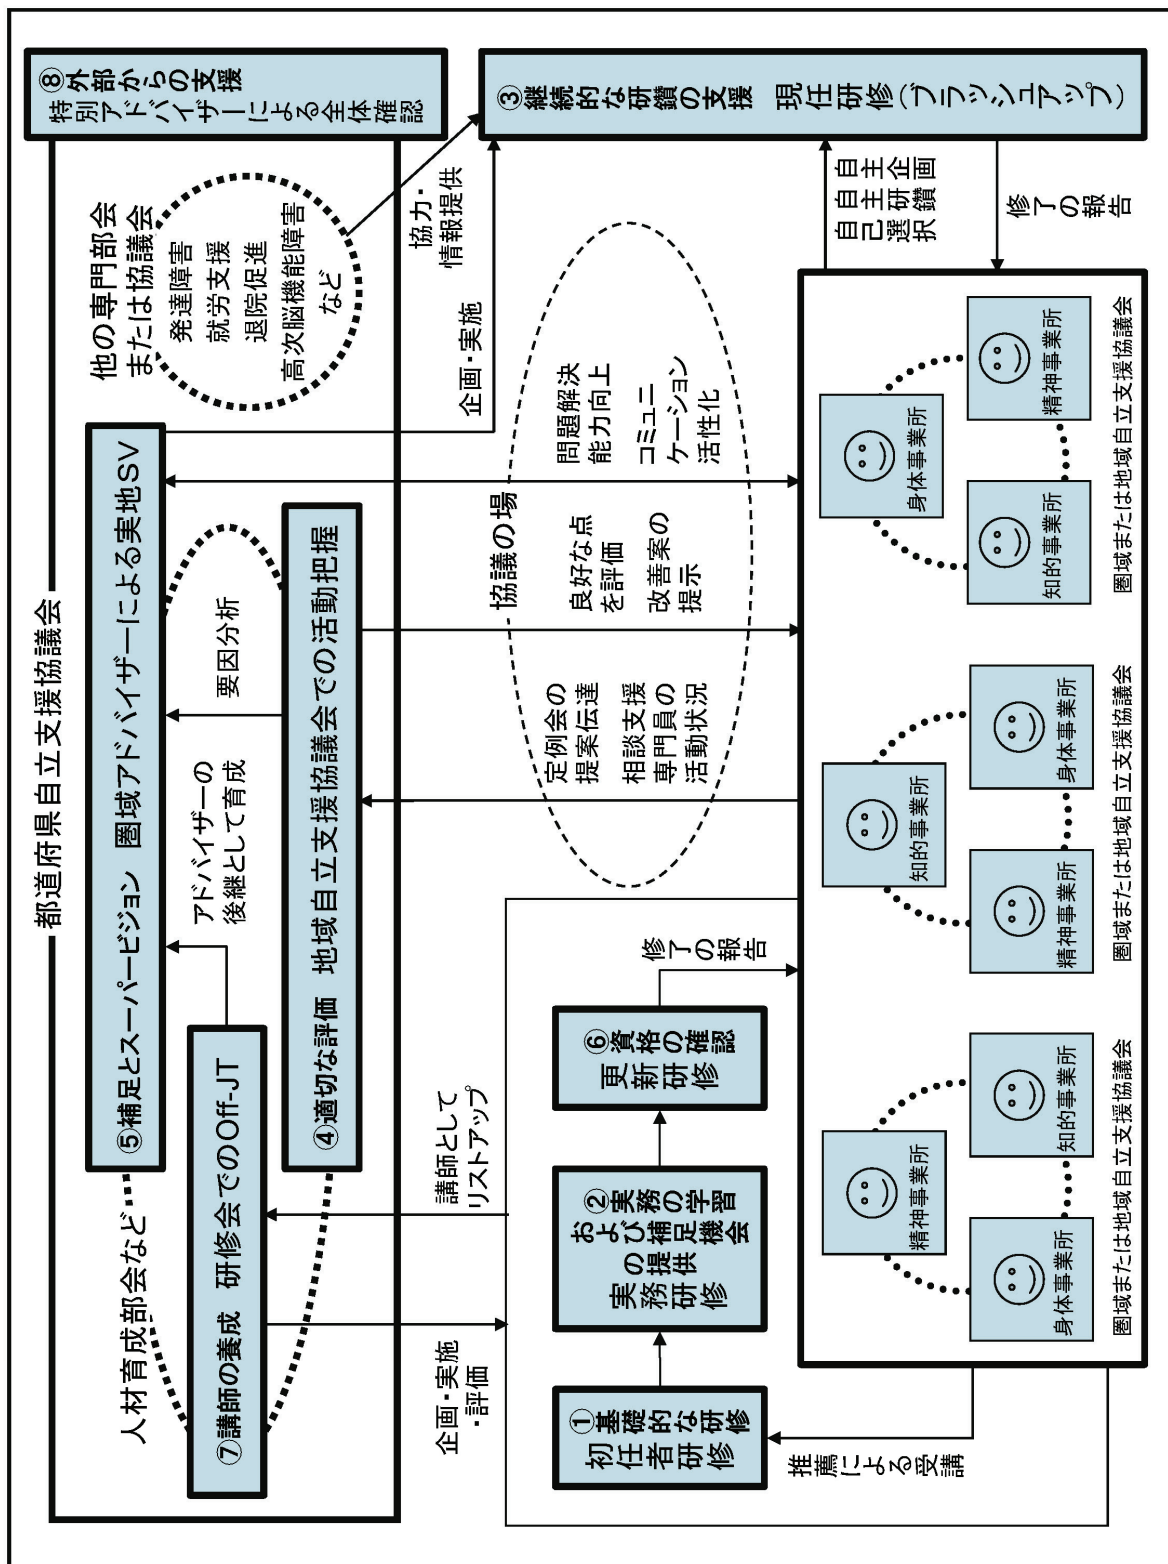 都道府県自立支援協議会
人材育成部会など
⑤補足とスーパービジョン 圏域アドバイザーによる実地SV
他の専門部会
または協議会
発達障害
就労支援
退院促進
高次脳機能障害
など
⑧外部からの支援
特別アドバイザーによる全体確認
アドバイザーの
後継として育成
要因分析
⑦講師の養成 研修会でのOff-JT
④適切な評価 地域自立支援協議会での活動把握
協力・
情報提供
企画・実施
企画・実施
・評価
講師として
リストアップ
協議の場
定例会の
提案伝達
相談支援
専門員の
活動状況
良好な点
を評価
改善案の
提示
問題解決
能力向上
コミュニ
ケーション
活性化
③継続的な研鑽の支援 現任研修(ブラッシュアップ)
①基礎的な研修
初任者研修
②実務の学習
および補足機会
の提供
実務研修
⑥資格の確認
更新研修
修了の報告
推薦による受講
自主企画
自主研鑽
自己選択
修了の報告
精神事業所
身体事業所
知的事業所
圏域または地域自立支援協議会
知的事業所
精神事業所
身体事業所
圏域または地域自立支援協議会
身体事業所
知的事業所
精神事業所
圏域または地域自立支援協議会